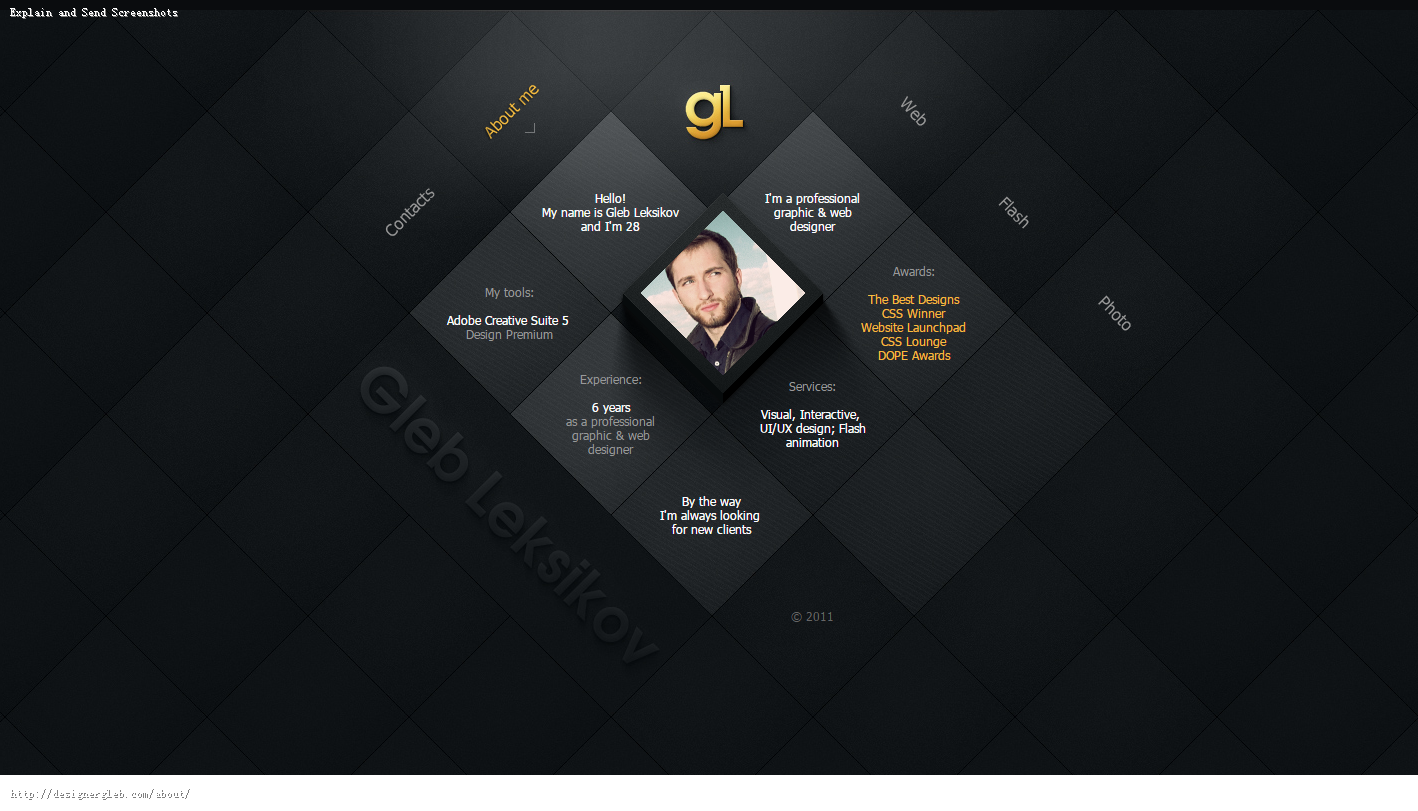 Explain and Send Screenshots
About me
gL
Web
Contacts
Flash
Photo
Hello!
My name is Gleb Leksikov
and I'm 28
I'm a professional
graphic & web
designer
My tools:
Adobe Creative Suite 5
Design Premium
Awards:
The Best Designs
CSS Winner
Website Launchpad
CSS Lounge
DOPE Awards
Experience:
6 years
as a professional
graphic & web
designer
Services:
Visual, Interactive,
UI/UX design; Flash
animation
By the way
I'm always looking
for new clients
Gleb Leksikov
© 2011
http://designergleb.com/about/